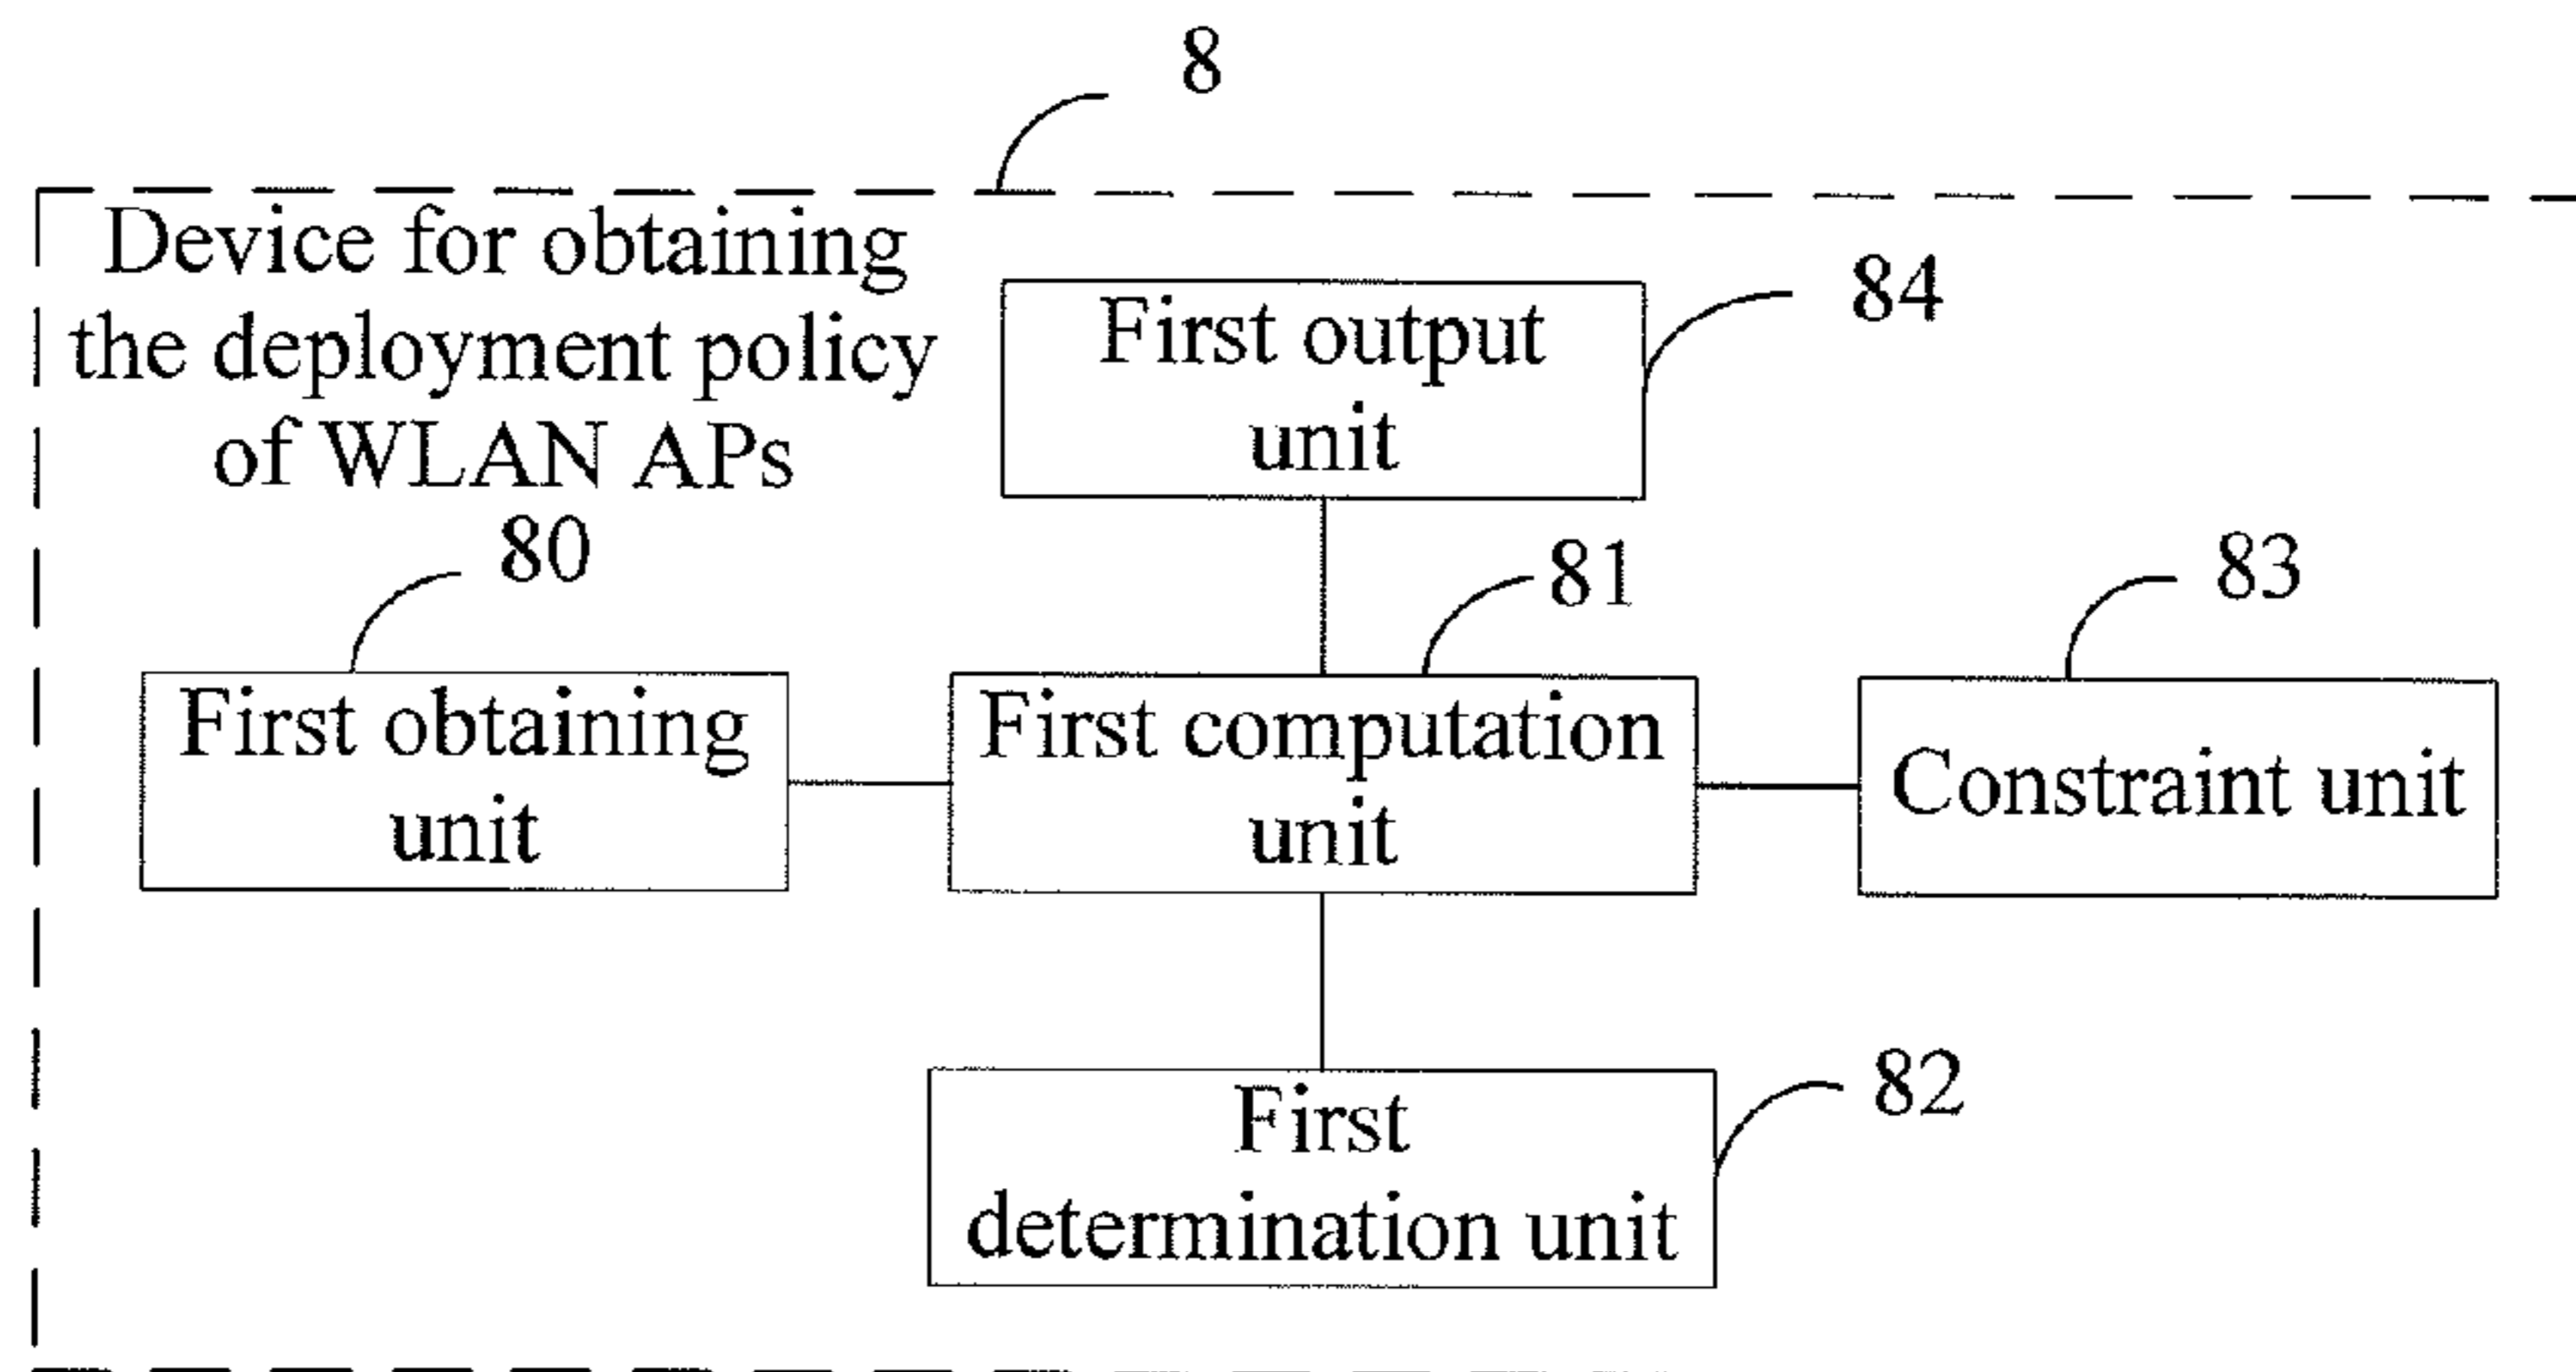 8
Device for obtaining
the deployment policy
of WLAN APs
84
First output
unit
80
81
83
First obtaining
unit
First computation
unit
Constraint unit
82
First
determination unit